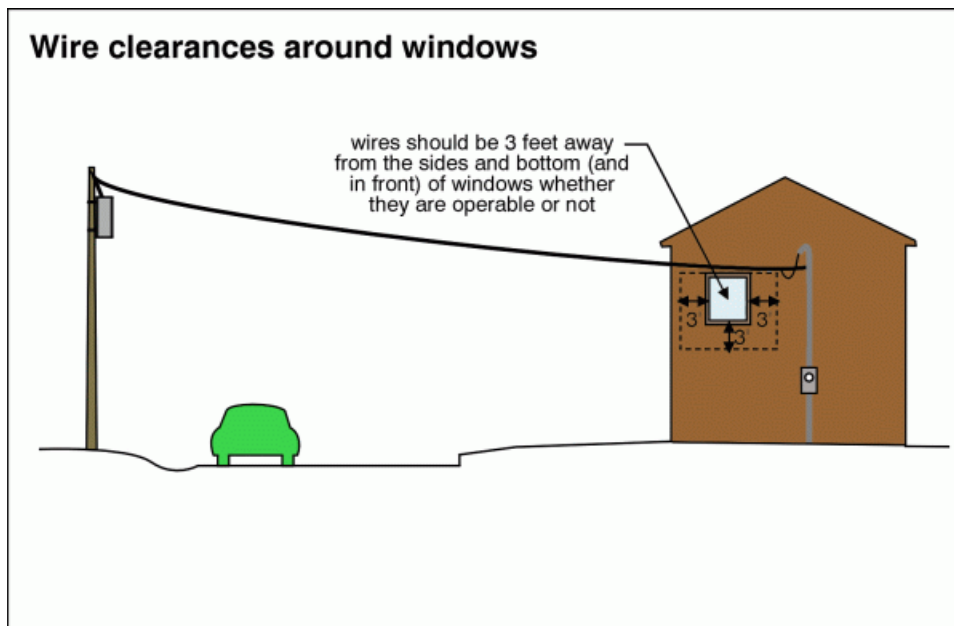 Wire clearances around windows
wires should be 3 feet away
from the sides and bottom (and
in front) of windows whether
they are operable or not
3' 3'
3'